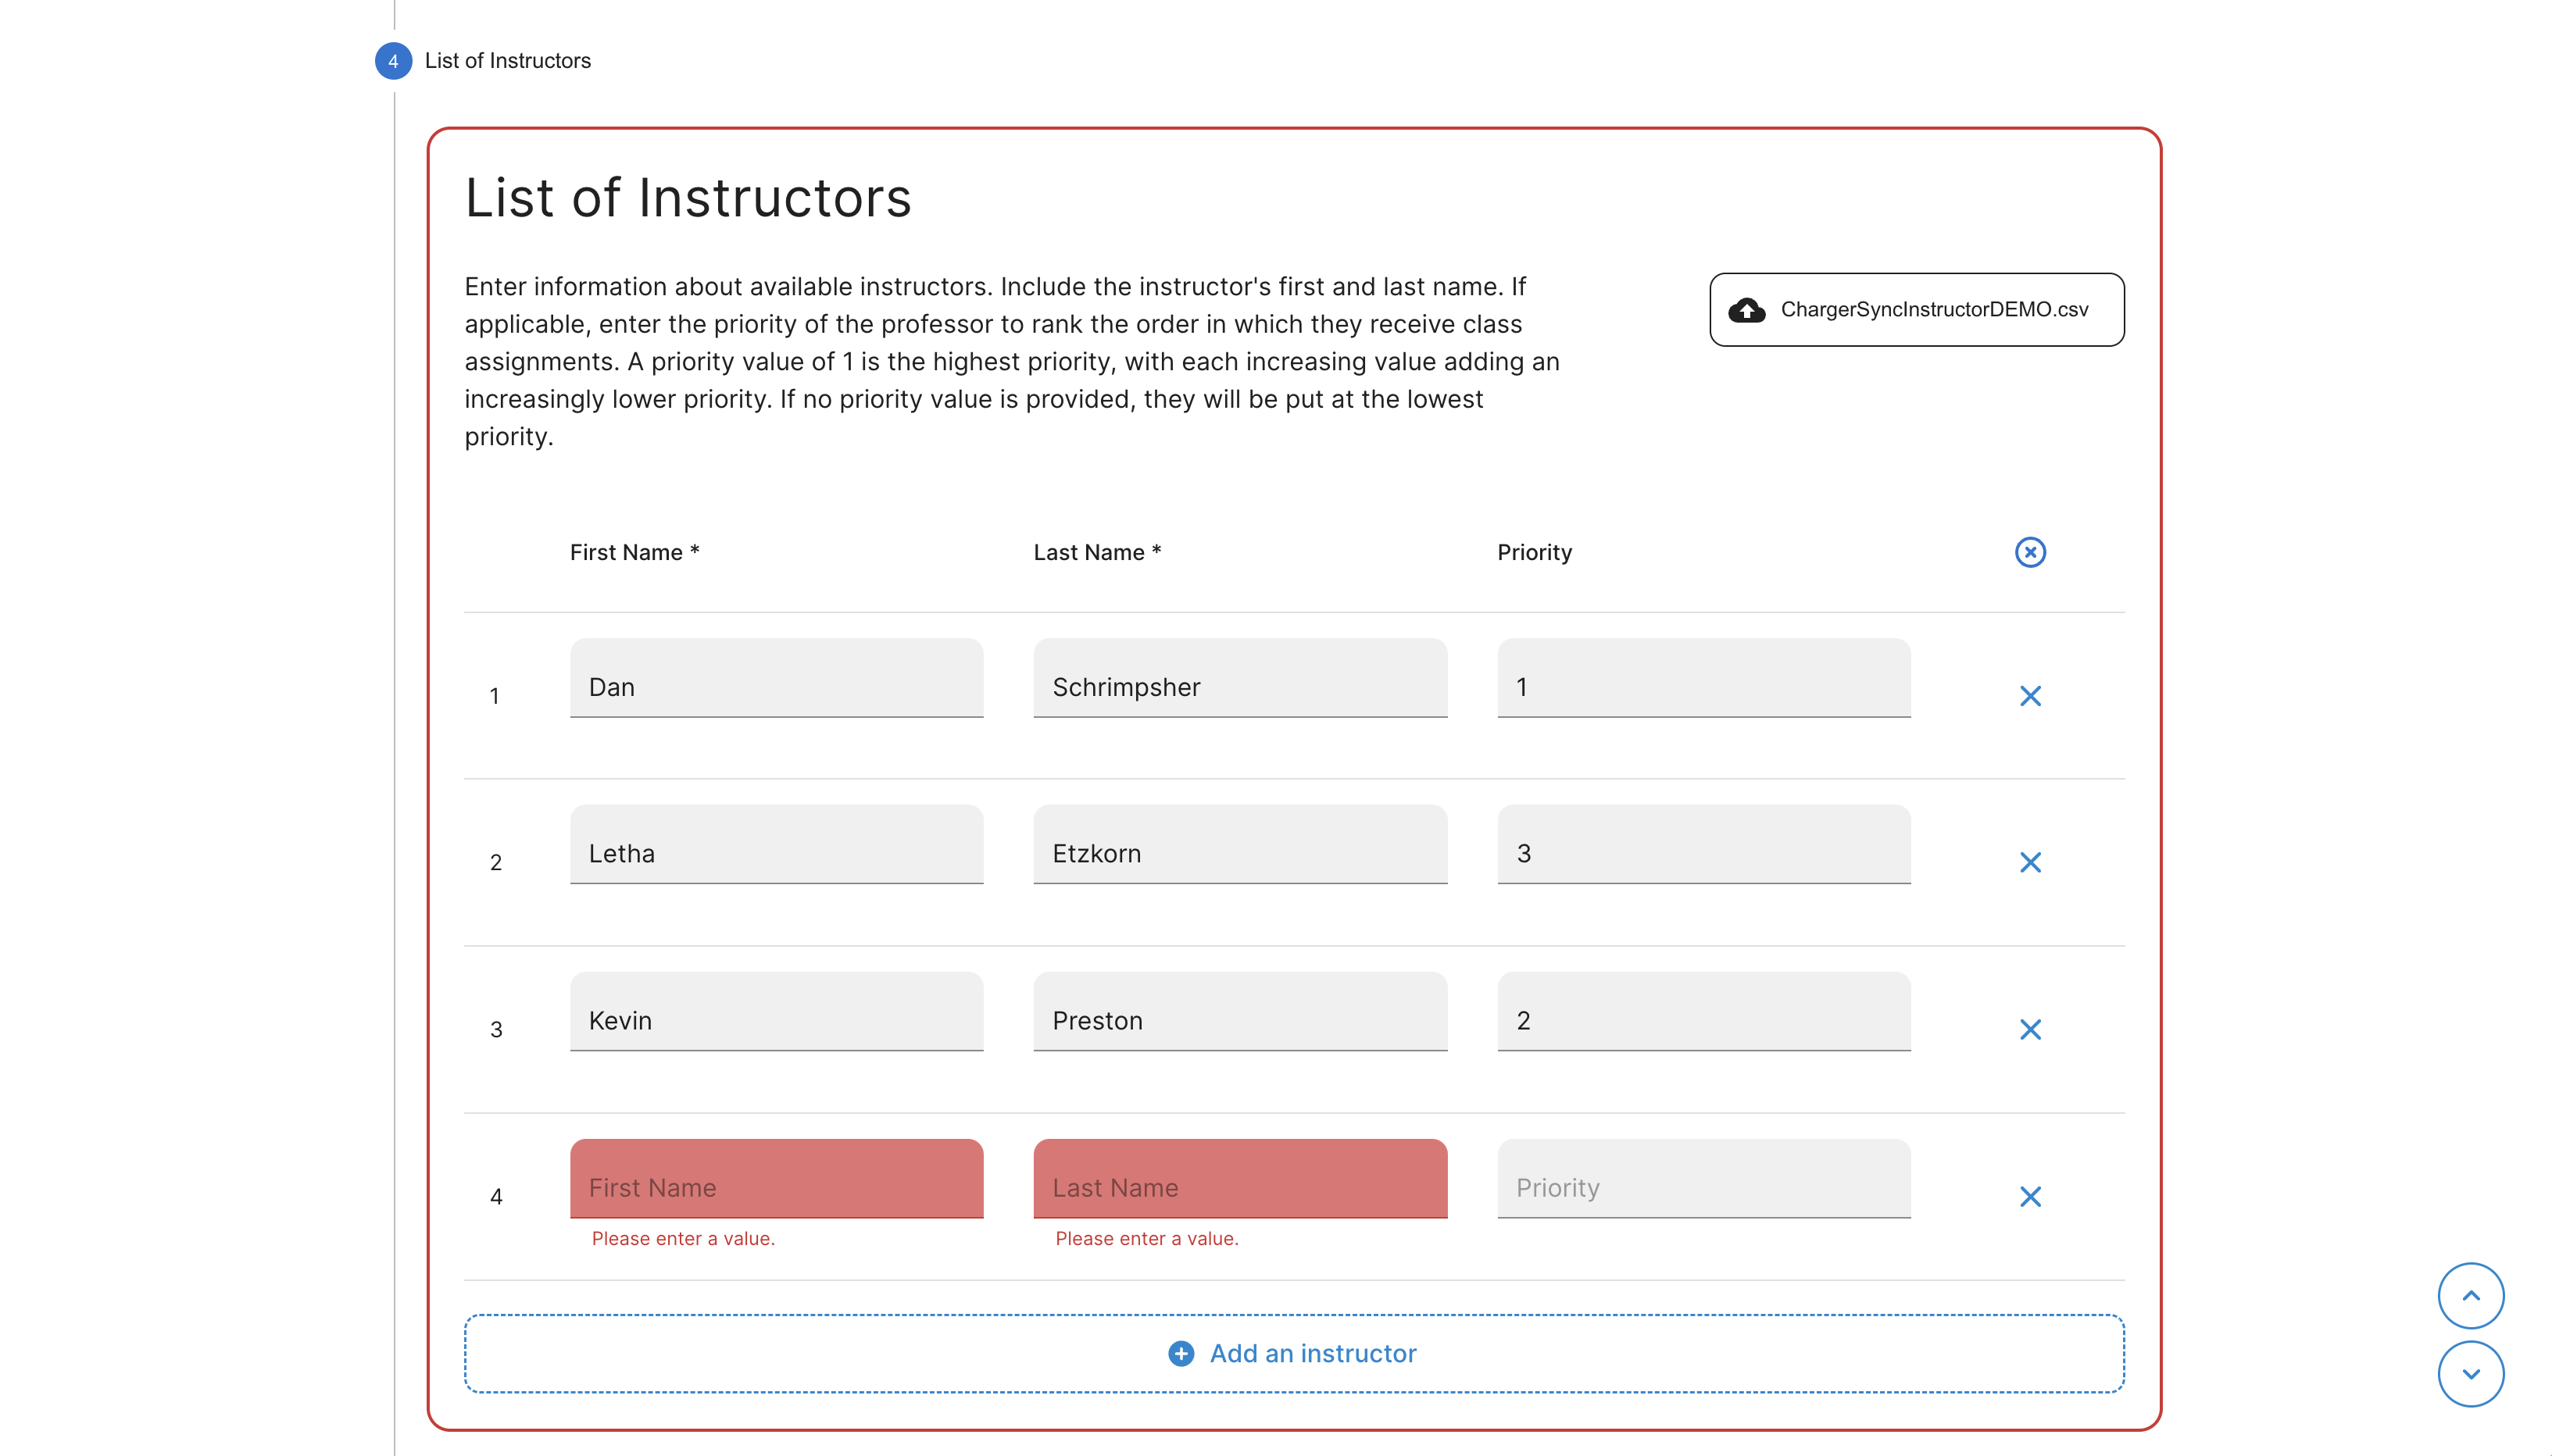 4 List of Instructors
List of Instructors
Enter information about available instructors. Include the instructor's first and last name. If
applicable, enter the priority of the professor to rank the order in which they receive class
assignments. A priority value of 1 is the highest priority, with each increasing value adding an
increasingly lower priority. If no priority value is provided, they will be put at the lowest
priority.
ChargerSyncInstructorDEMO.csv
First Name * Last Name * Priority
1 Dan Schrimpsher 1
2 Letha Etzkorn 3
3 Kevin Preston 2
4 First Name Last Name Priority
Please enter a value. Please enter a value.
Add an instructor